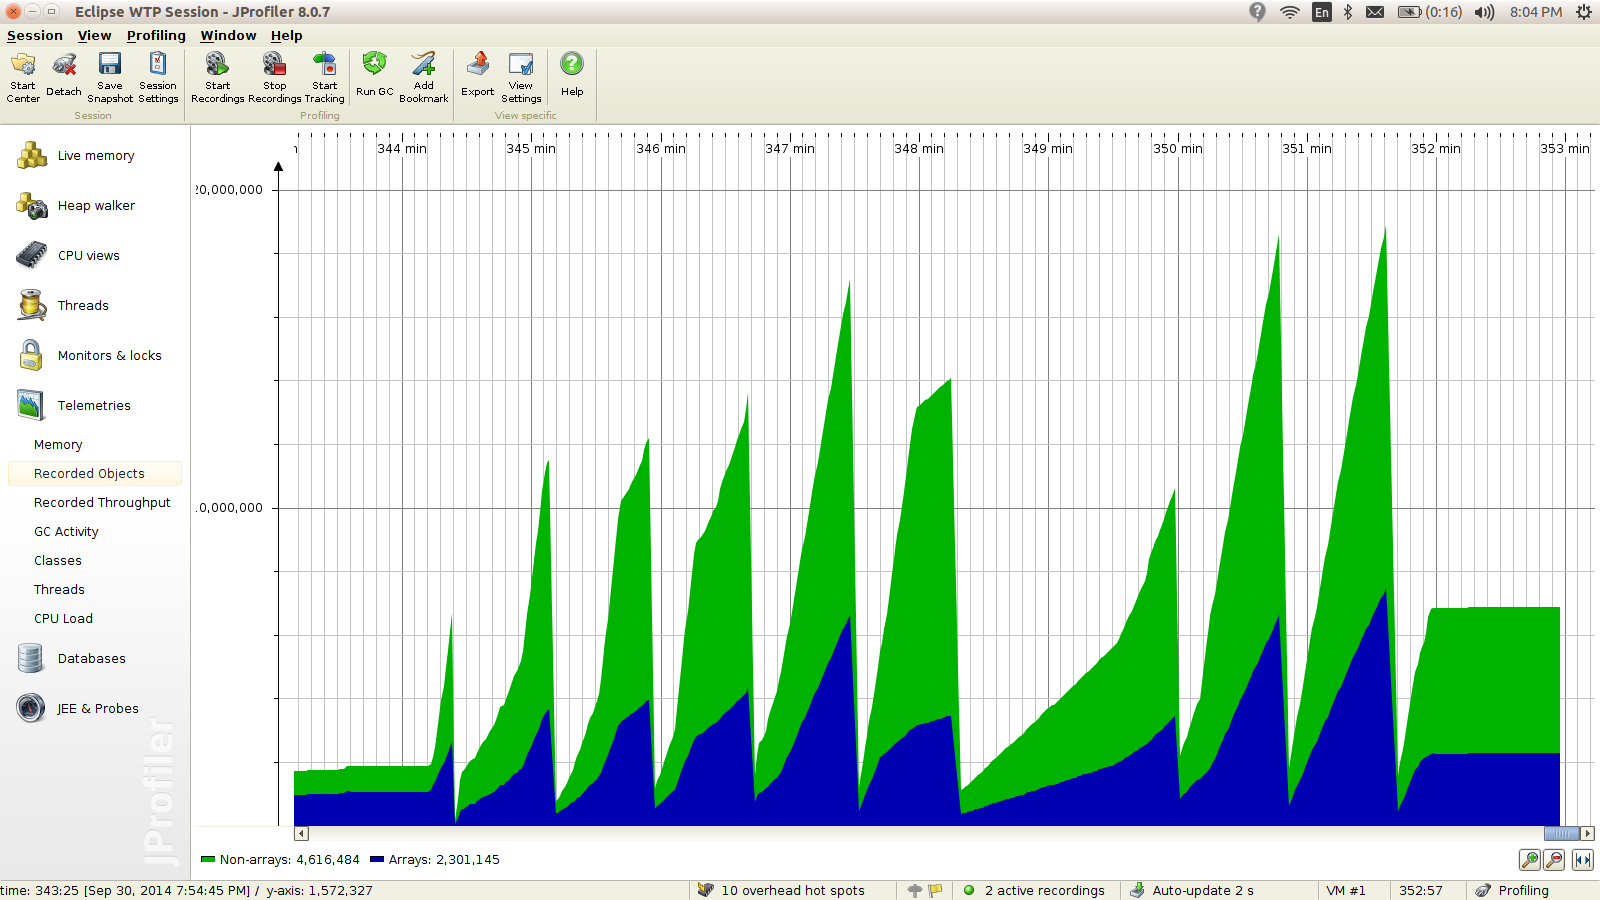 Eclipse WTP Session - JProfiler 8.0.7
En
(0:16)
8:04 PM
Session View Profiling Window Help
Start Center
Detach
Save Snapshot
Session Settings
Start Recordings
Stop Recordings
Start Tracking
Run GC
Add Bookmark
Export
View Settings
Help
Session
Profiling
View specific
Live memory
Heap walker
CPU views
Threads
Monitors & locks
Telemetries
Memory
Recorded Objects
Recorded Throughput
GC Activity
Classes
Threads
CPU Load
Databases
JEE & Probes
JProfiler
344 min 345 min 346 min 347 min 348 min 349 min 350 min 351 min 352 min 353 min
20,000,000
0,000,000
Non-arrays: 4,616,484 Arrays: 2,301,145
time: 343:25 [Sep 30, 2014 7:54:45 PM] / y-axis: 1,572,327
10 overhead hot spots
2 active recordings
Auto-update 2 s
VM #1
352:57
Profiling